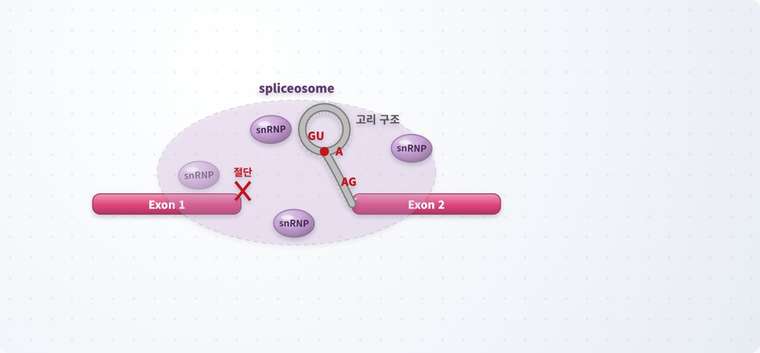 spliceosome
고리 구조
snRNP
GU
A
snRNP
절단
snRNP
AG
Exon 1
Exon 2
snRNP